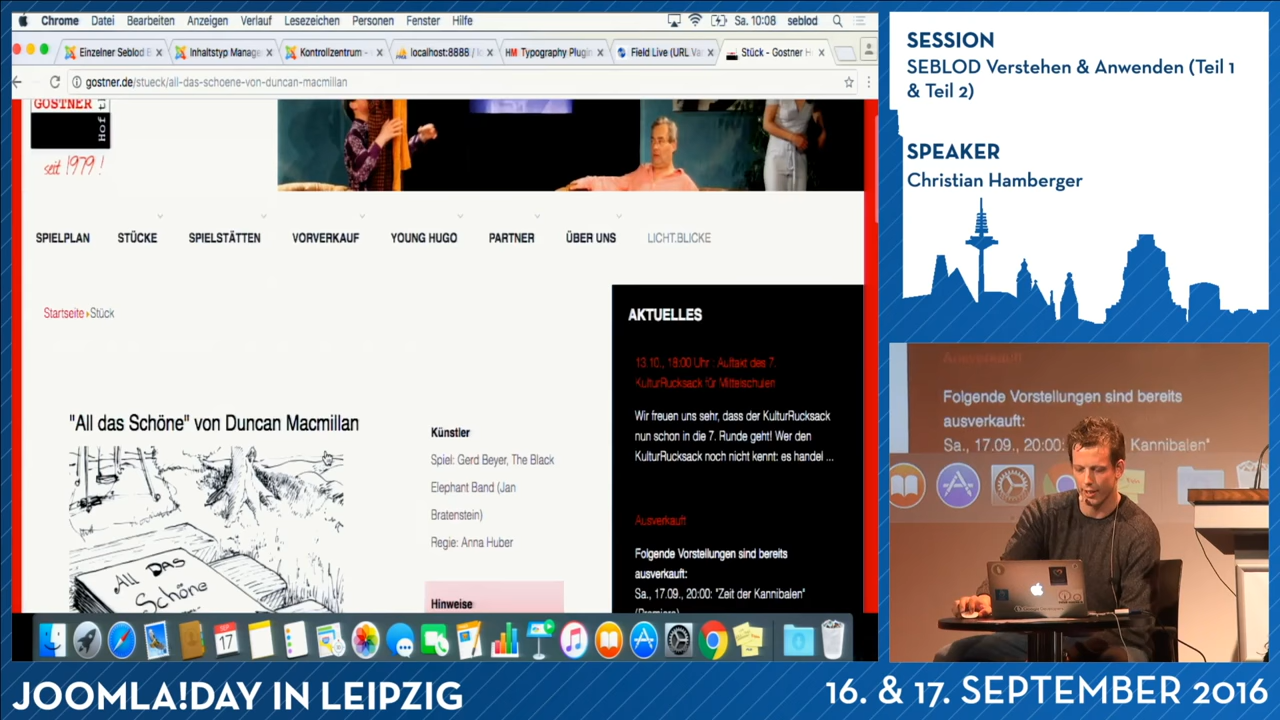 Chrome Datei Bearbeiten Anzeigen Verlauf Lesezeichen Personen Fenster Hilfe
Sa. 10:08 seblod
Einzelner Seblod
Inhaltstyp Manage
Kontrollzentrum -
localhost:8888 /
Typography Plugin
Field Live (URL Va
Stück - Gostner H
gostner.de/stueck/all-das-schoene-von-duncan-macmillan
GOSTNER
Hof
seit 1979 !
SPIELPLAN STÜCKE SPIELSTÄTTEN VORVERKAUF YOUNG HUGO PARTNER ÜBER UNS LICHT.BLICKE
Startseite Stück
"All das Schöne" von Duncan Macmillan
All DAS
Schöne
Künstler
Spiel: Gerd Beyer, The Black
Elephant Band (Jan
Bratenstein)
Regie: Anna Huber
Hinweise
AKTUELLES
13.10., 18:00 Uhr : Auftakt des 7.
KulturRucksack für Mittelschulen
Wir freuen uns sehr, dass der KulturRucksack
nun schon in die 7. Runde geht! Wer den
KulturRucksack noch nicht kennt: es handel ...
Ausverkauft
Folgende Vorstellungen sind bereits
ausverkauft:
Sa., 17.09., 20:00: "Zeit der Kannibalen"
(Premiere)
17
SESSION
SEBLOD Verstehen & Anwenden (Teil 1
& Teil 2)
SPEAKER
Christian Hamberger
Ausverkauft
Folgende Vorstellungen sind bereits
ausverkauft:
Sa., 17.09., 20:00: Kannibalen"
JOOMLA!DAY IN LEIPZIG
16. & 17. SEPTEMBER 2016